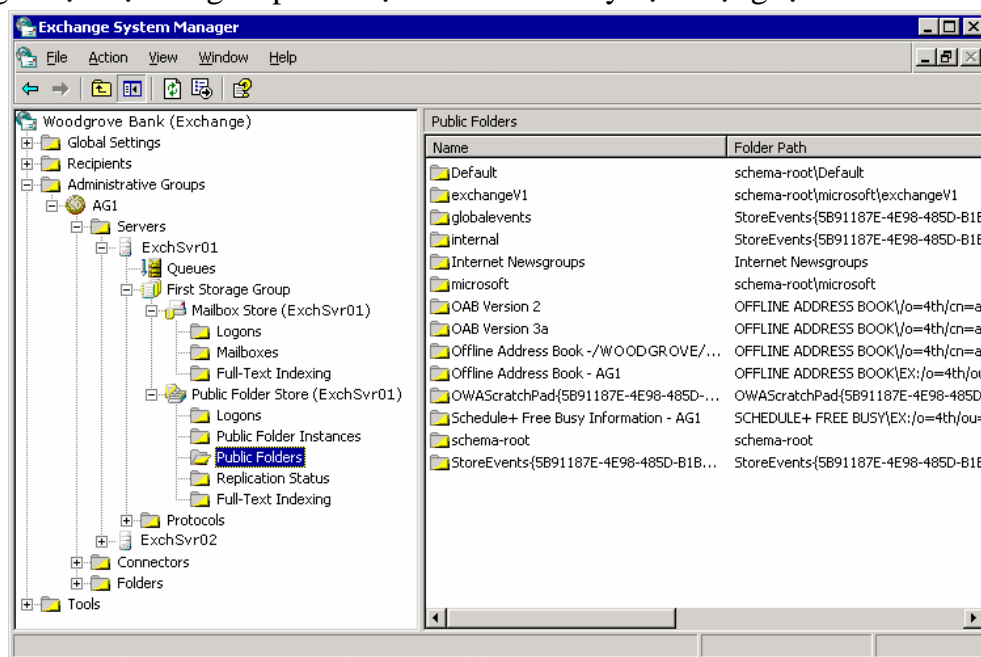 Exchange System Manager
File Action View Window Help
Woodgrove Bank (Exchange)
Global Settings
Recipients
Administrative Groups
AG1
Servers
ExchSvr01
Queues
First Storage Group
Mailbox Store (ExchSvr01)
Logons
Mailboxes
Full-Text Indexing
Public Folder Store (ExchSvr01)
Logons
Public Folder Instances
Public Folders
Replication Status
Full-Text Indexing
Protocols
ExchSvr02
Connectors
Folders
Tools
Public Folders
Name Folder Path
Default schema-root\Default
exchangeV1 schema-root\microsoft\exchangeV1
globalevents StoreEvents{5B91187E-4E98-485D-B1B
internal StoreEvents{5B91187E-4E98-485D-B1B
Internet Newsgroups Internet Newsgroups
microsoft schema-root\microsoft
OAB Version 2 OFFLINE ADDRESS BOOK\/o=4th/cn=a
OAB Version 3a OFFLINE ADDRESS BOOK\/o=4th/cn=a
Offline Address Book -/WOODGROVE/... OFFLINE ADDRESS BOOK\/o=4th/cn=a
Offline Address Book - AG1 OFFLINE ADDRESS BOOK\EX:/o=4th/ou
OWAScratchPad{5B91187E-4E98-485D-... OWAScratchPad{5B91187E-4E98-485D
Schedule+ Free Busy Information - AG1 SCHEDULE+ FREE BUSY\EX:/o=4th/ou=
schema-root schema-root
StoreEvents{5B91187E-4E98-485D-B1B... StoreEvents{5B91187E-4E98-485D-B1B